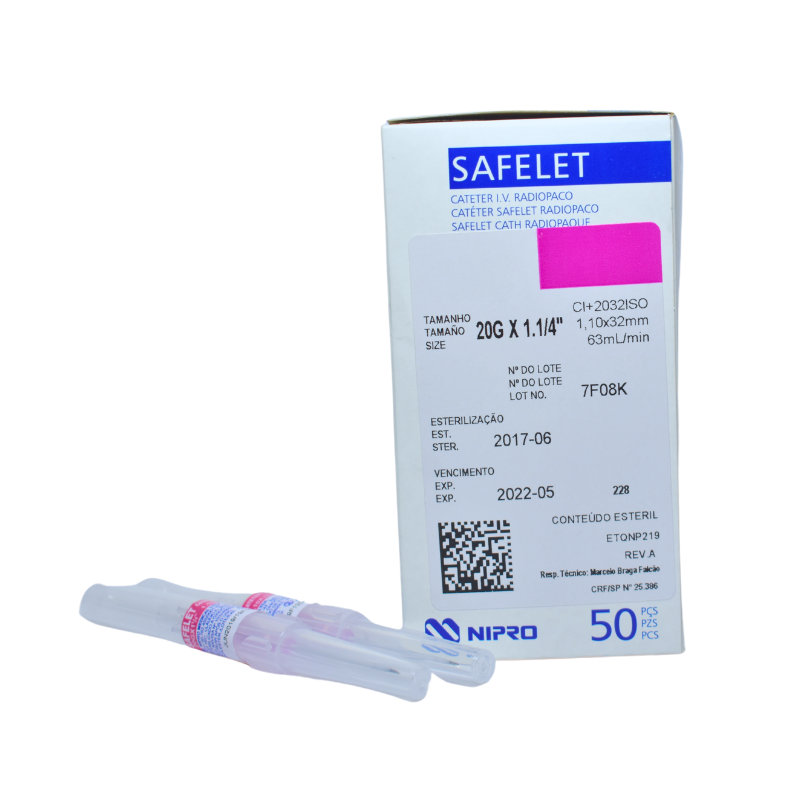 SAFELET
CATETER I.V. RADIOPACO
CATÉTER SAFELET RADIOPACO
SAFELET CATH RADIOPAQUE
TAMANHO
TAMAÑO
SIZE
20G X 1.1/4"
CI+2032ISO
1,10x32mm
63mL/min
Nº DO LOTE
Nº DO LOTE
LOT NO.
7F08K
ESTERILIZAÇÃO
EST.
STER.
2017-06
VENCIMENTO
EXP.
EXP.
2022-05
228
CONTEÚDO ESTERIL
ETQNP219
REV.A
Resp. Técnico: Marcelo Braga Falcão
CRF/SP N° 26.386
NIPRO
50
PÇS
PZS
PCS
SAFELET